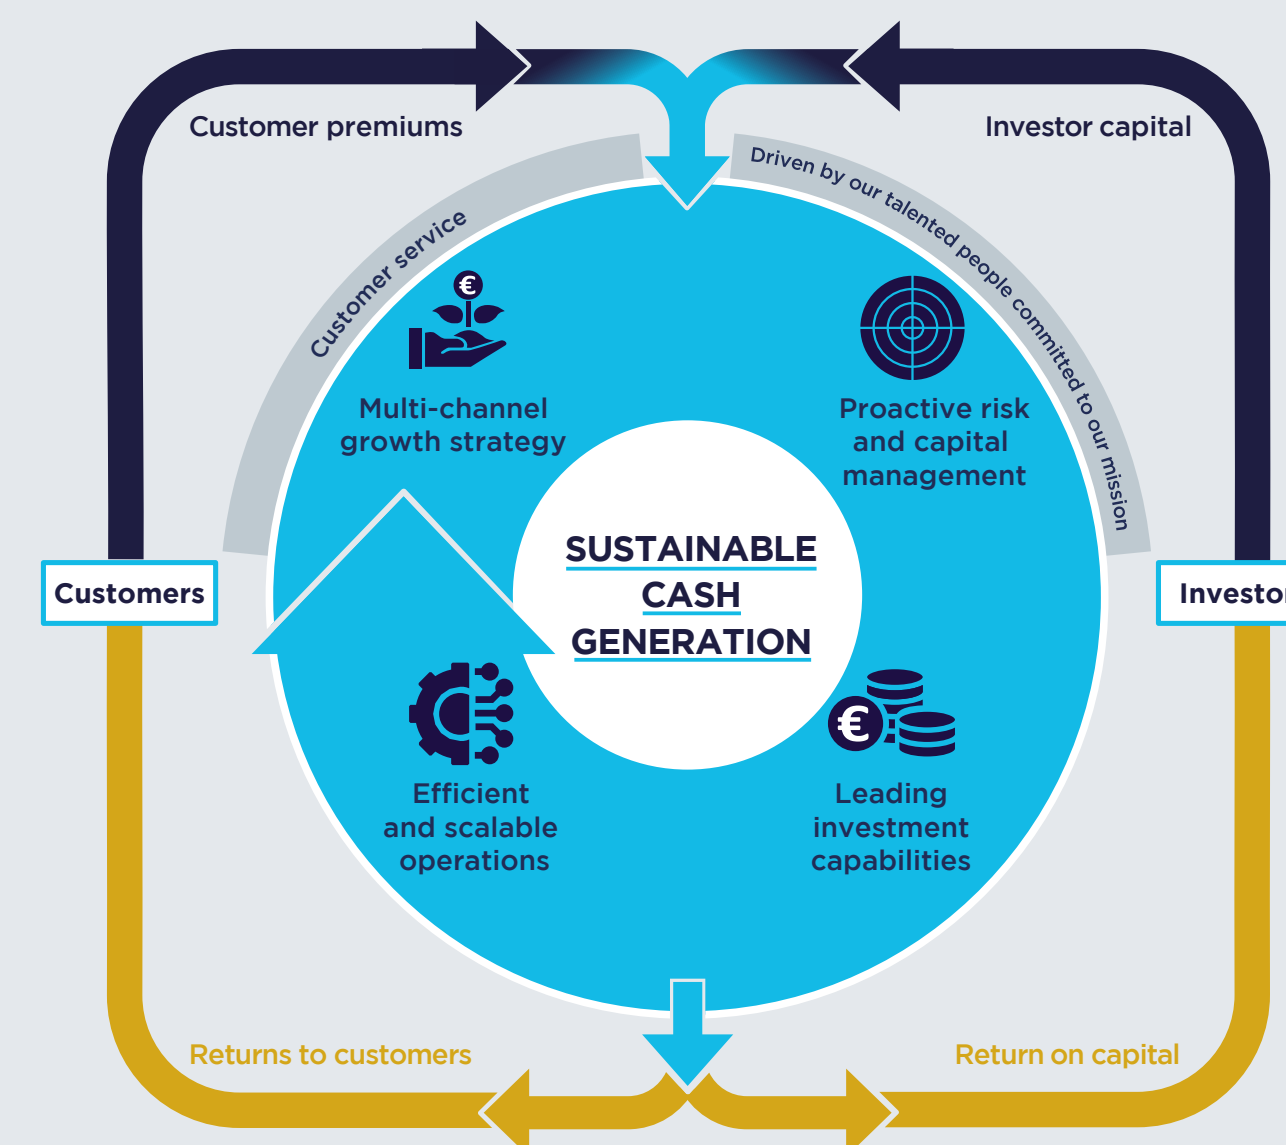 Customer premiums
Investor capital
Customer service
Driven by our talented people committed to our mission
€
Multi-channel
growth strategy
Proactive risk
and capital
management
SUSTAINABLE
CASH
GENERATION
Customers
Investor
€
Efficient
and scalable
operations
Leading
investment
capabilities
Returns to customers
Return on capital